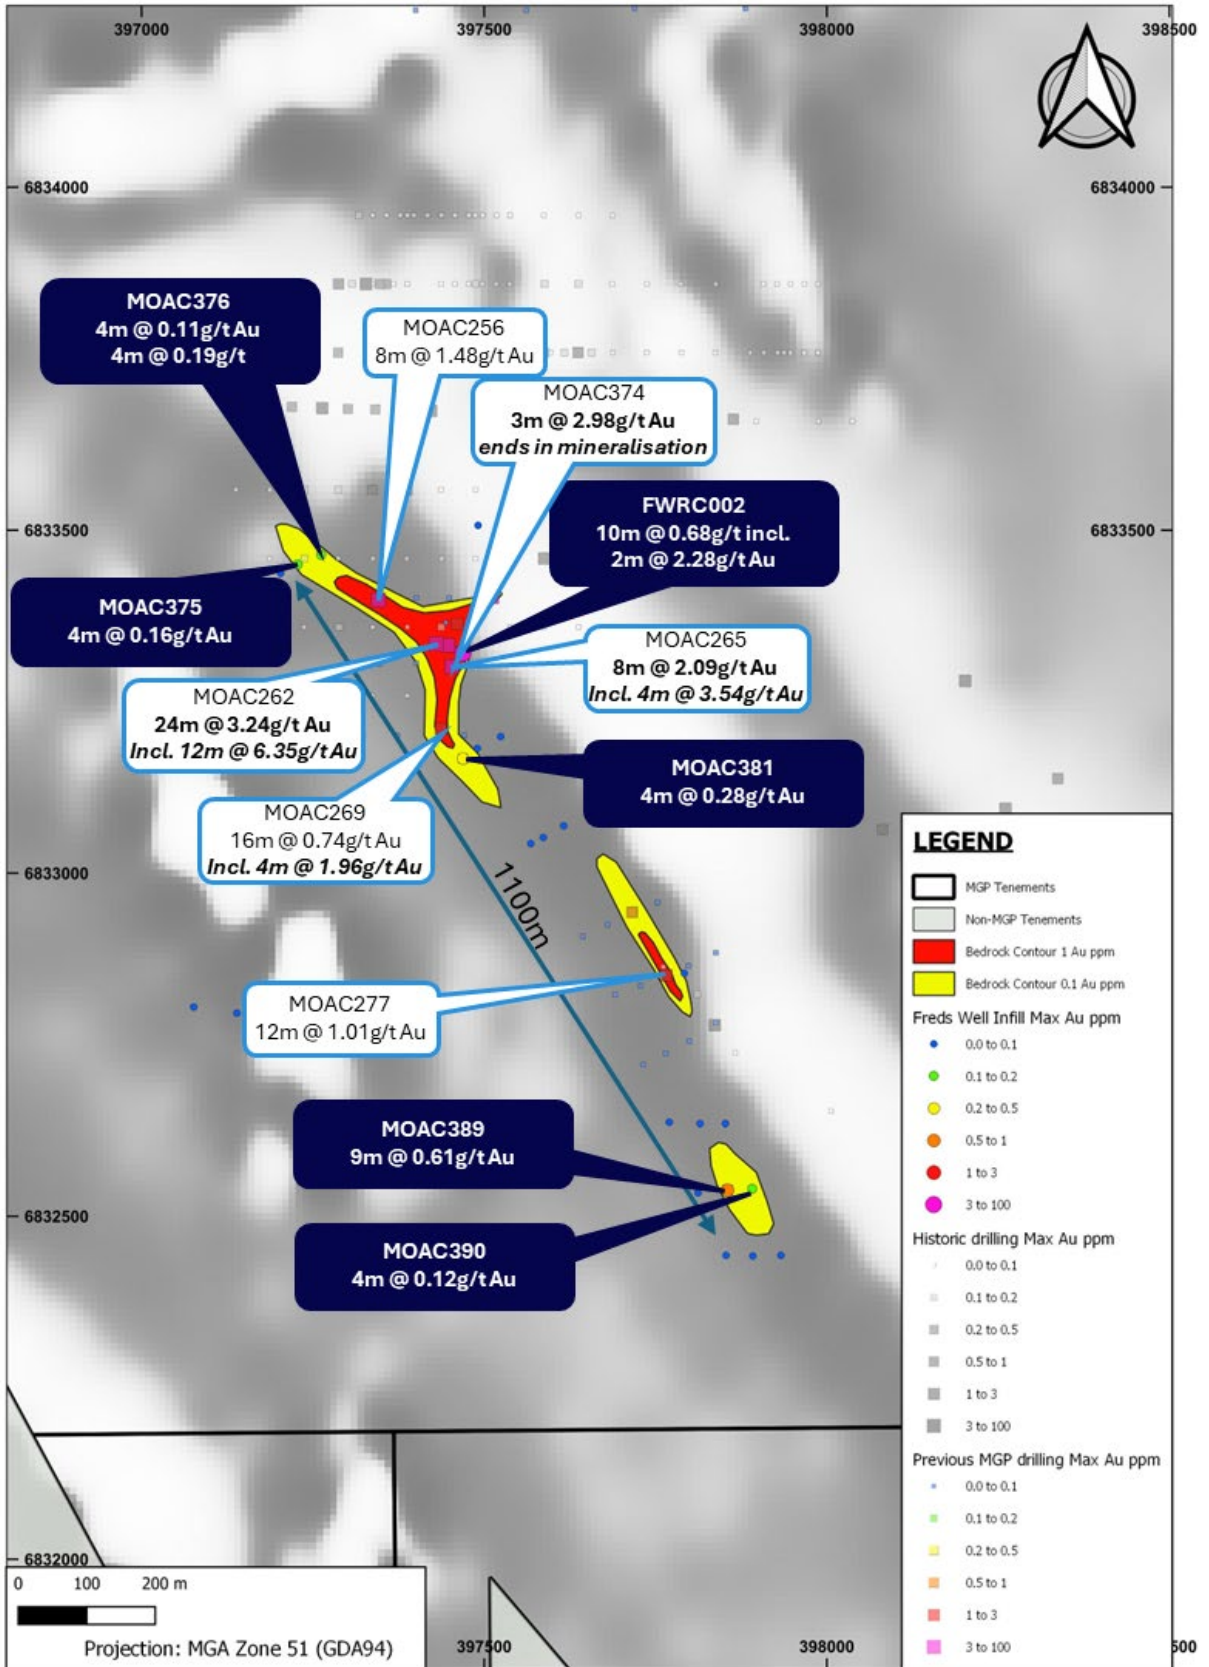 397000
397500
398000
398500
6834000
6834000
MOAC376
4m @ 0.11g/t Au
4m @ 0.19g/t
MOAC256
8m @ 1.48g/t Au
MOAC374
3m @ 2.98g/t Au
ends in mineralisation
6833500
6833500
FWRC002
10m @ 0.68g/t incl.
2m @ 2.28g/t Au
MOAC375
4m @ 0.16g/t Au
MOAC265
8m @ 2.09g/t Au
Incl. 4m @ 3.54g/t Au
MOAC262
24m @ 3.24g/t Au
Incl. 12m @ 6.35g/t Au
MOAC381
4m @ 0.28g/t Au
MOAC269
16m @ 0.74g/t Au
Incl. 4m @ 1.96g/t Au
6833000
1100m
MOAC277
12m @ 1.01g/t Au
MOAC389
9m @ 0.61g/t Au
6832500
MOAC390
4m @ 0.12g/t Au
6832000
LEGEND
MGP Tenements
Non-MGP Tenements
Bedrock Contour 1 Au ppm
Bedrock Contour 0.1 Au ppm
Freds Well Infill Max Au ppm
0.0 to 0.1
0.1 to 0.2
0.2 to 0.5
0.5 to 1
1 to 3
3 to 100
Historic drilling Max Au ppm
0.0 to 0.1
0.1 to 0.2
0.2 to 0.5
0.5 to 1
1 to 3
3 to 100
Previous MGP drilling Max Au ppm
0.0 to 0.1
0.1 to 0.2
0.2 to 0.5
0.5 to 1
1 to 3
3 to 100
0 100 200 m
Projection: MGA Zone 51 (GDA94)
397500
398000
500